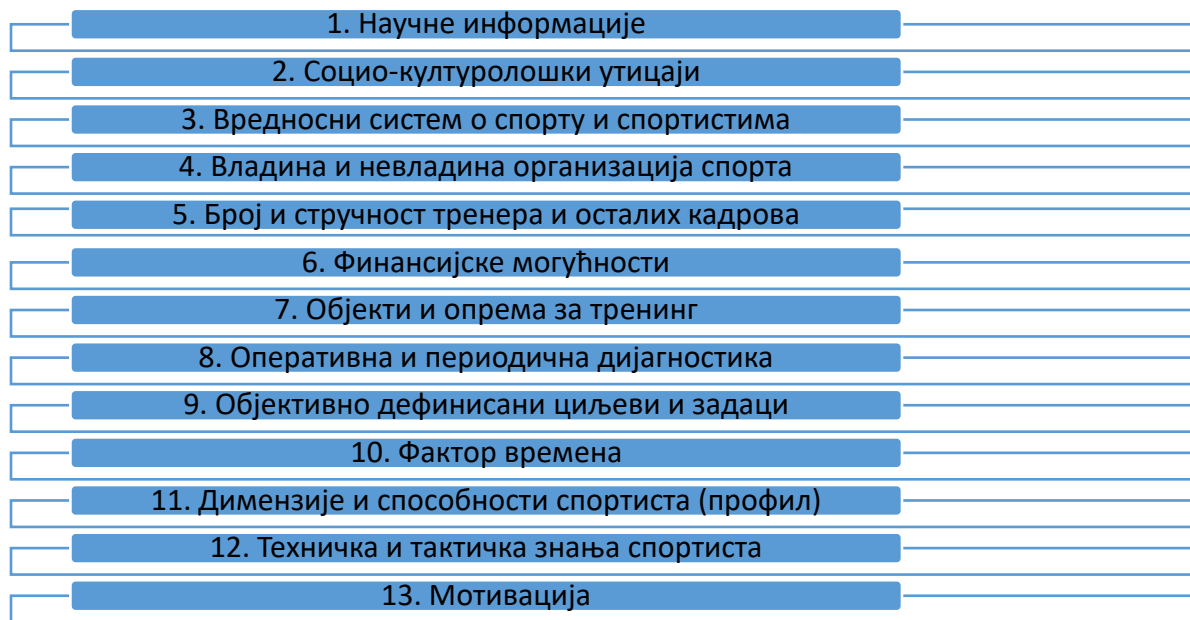 1. Научне информације
2. Социо-културолошки утицаји
3. Вредносни систем о спорту и спортистима
4. Владина и невладина организација спорта
5. Број и стручност тренера и осталих кадрова
6. Финансијске могућности
7. Објекти и опрема за тренинг
8. Оперативна и периодична дијагностика
9. Објективно дефинисани циљеви и задаци
10. Фактор времена
11. Димензије и способности спортиста (профил)
12. Техничка и тактичка знања спортиста
13. Мотивација